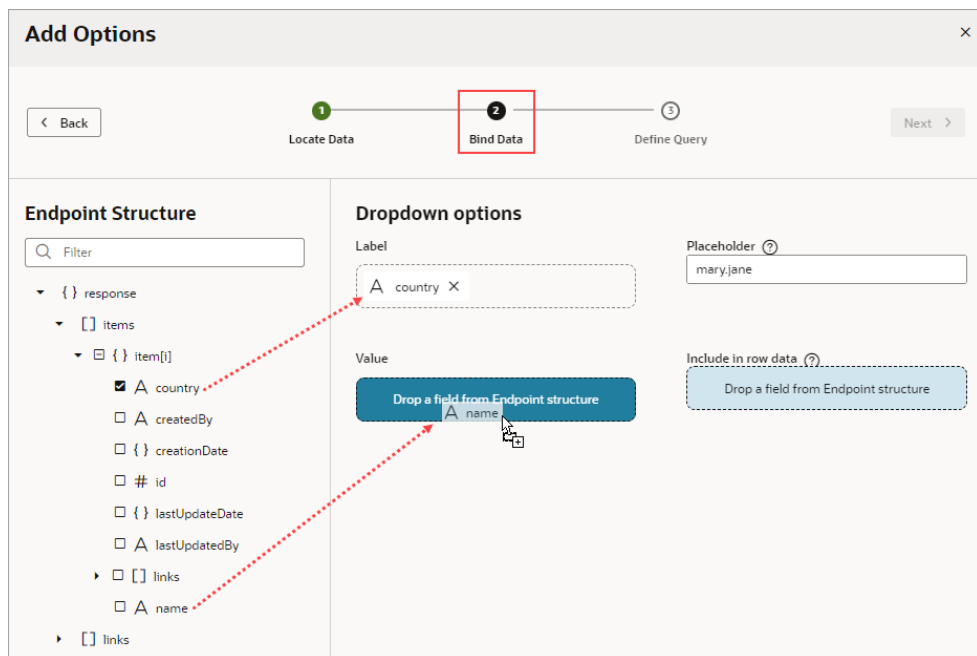 Add Options
×
< Back
1
2
3
Next >
Locate Data
Bind Data
Define Query
Endpoint Structure
Filter
{ } response
[ ] items
{ } item[i]
A country
A createdBy
{ } creationDate
# id
{ } lastUpdateDate
A lastUpdatedBy
[ ] links
A name
[ ] links
Dropdown options
Label
A country ×
Placeholder ?
mary.jane
Value
Drop a field from Endpoint structure
A name
Include in row data ?
Drop a field from Endpoint structure